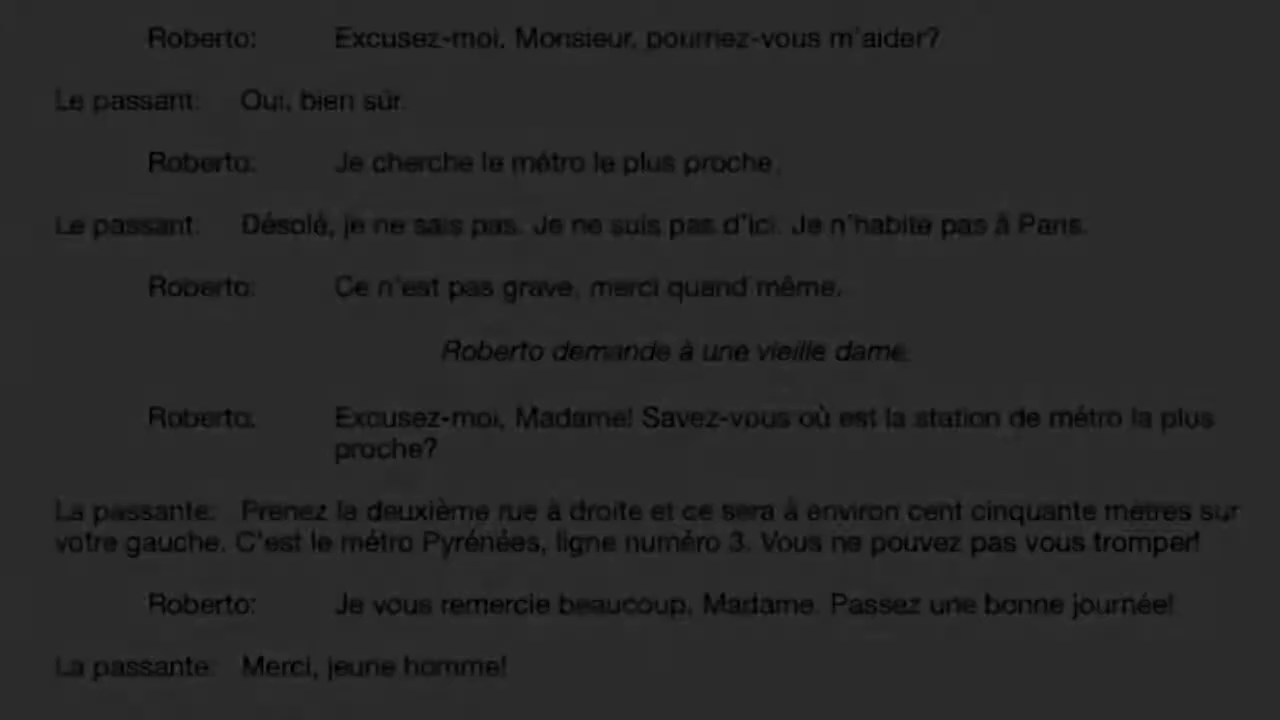 Roberto: Excusez-moi, Monsieur, pourriez-vous m'aider?
Le passant: Oui, bien sûr.
Roberto: Je cherche le métro le plus proche.
Le passant: Désolé, je ne sais pas. Je ne suis pas d'ici. Je n'habite pas à Paris.
Roberto: Ce n'est pas grave, merci quand même.
Roberto demande à une vieille dame.
Roberto: Excusez-moi, Madame! Savez-vous où est la station de métro la plus
proche?
La passante: Prenez la deuxième rue à droite et ce sera à environ cent cinquante mètres sur
votre gauche. C'est le métro Pyrénées, ligne numéro 3. Vous ne pouvez pas vous tromper!
Roberto: Je vous remercie beaucoup, Madame. Passez une bonne journée!
La passante: Merci, jeune homme!